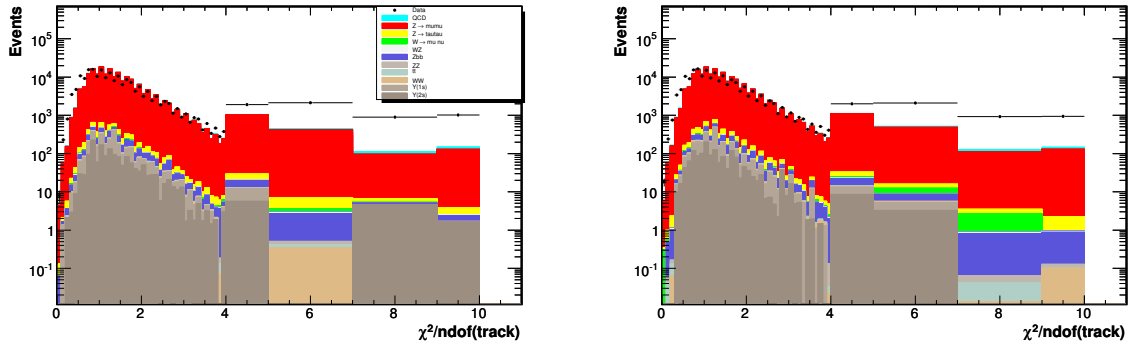 Events
10⁵
10⁴
10³
10²
10
1
10⁻¹
0 2 4 6 8 10
χ²/ndof(track)
Data
QCD
Z → mumu
Z → tautau
W → mu nu
WZ
Zbb
ZZ
tt
WW
Y(1s)
Y(2s)
Events
10⁵
10⁴
10³
10²
10
1
10⁻¹
0 2 4 6 8 10
χ²/ndof(track)